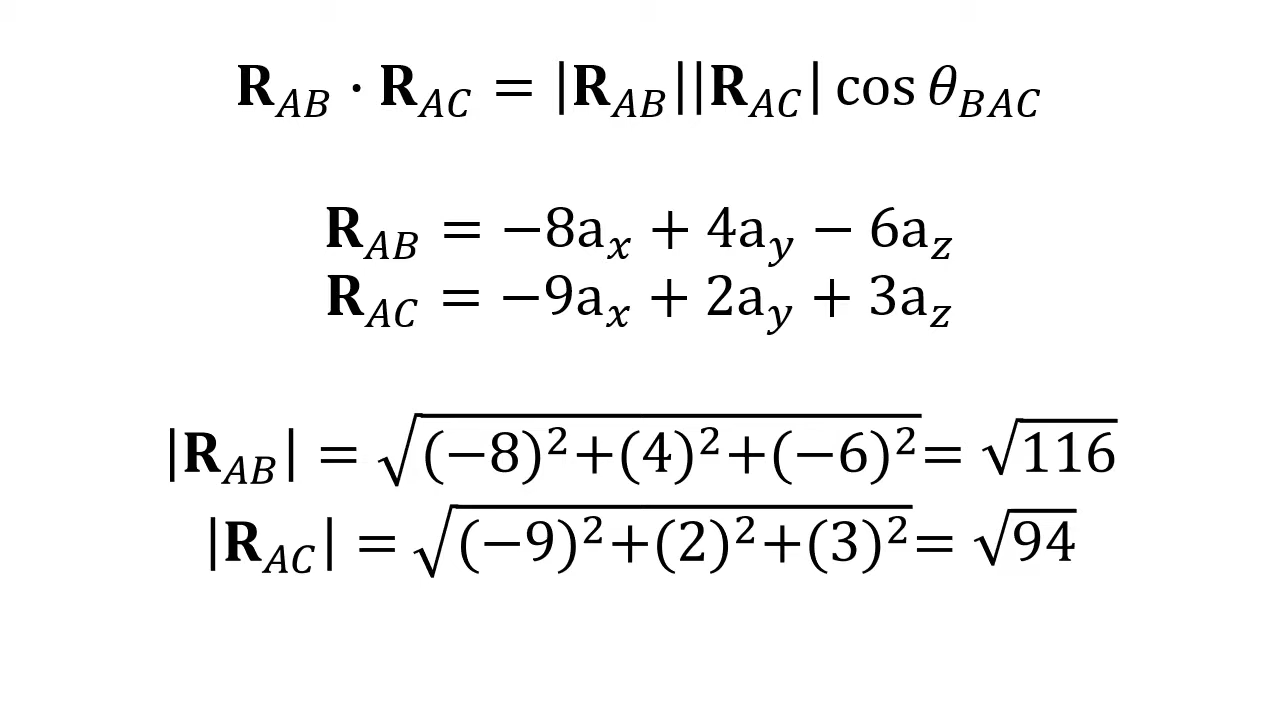 𝐑_𝐴𝐵 · 𝐑_𝐴𝐶 = |𝐑_𝐴𝐵||𝐑_𝐴𝐶| cos 𝜃_𝐵𝐴𝐶
𝐑_𝐴𝐵 = −8a_𝑥 + 4a_𝑦 − 6a_𝑧
𝐑_𝐴𝐶 = −9a_𝑥 + 2a_𝑦 + 3a_𝑧
|𝐑_𝐴𝐵| = √((−8)²+(4)²+(−6)²) = √116
|𝐑_𝐴𝐶| = √((−9)²+(2)²+(3)²) = √94